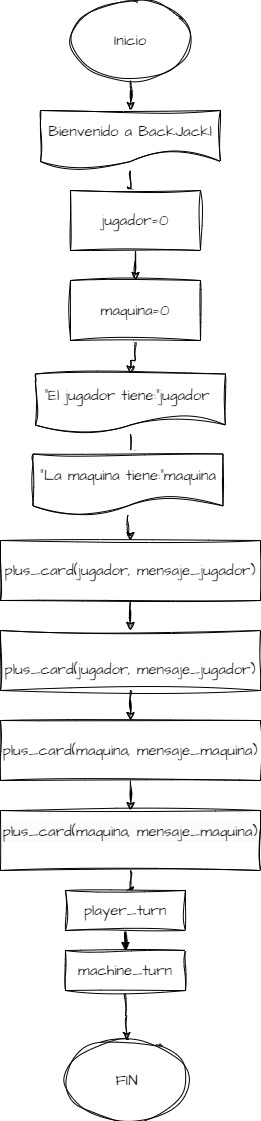 Inicio
Bienvenido a BackJack!
jugador=0
maquina=0
"El jugador tiene:"jugador
"La maquina tiene:"maquina
plus_card(jugador, mensaje_jugador)
plus_card(jugador, mensaje_jugador)
plus_card(maquina, mensaje_maquina)
plus_card(maquina, mensaje_maquina)
player_turn
machine_turn
FIN